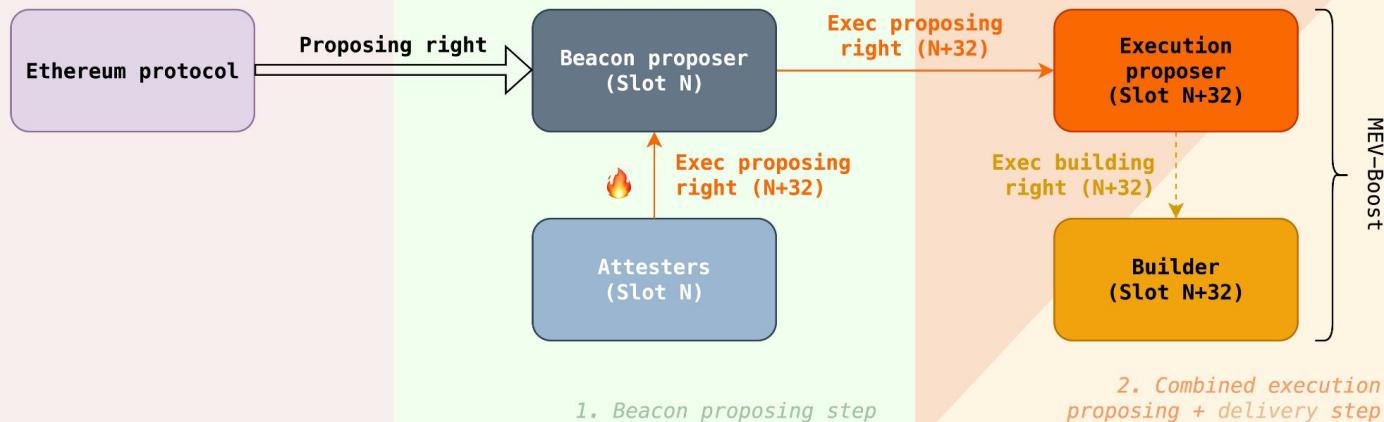 Ethereum protocol
Proposing right
Beacon proposer
(Slot N)
Exec proposing
right (N+32)
Execution
proposer
(Slot N+32)
Exec proposing
right (N+32)
Exec building
right (N+32)
MEV–Boost
Attesters
(Slot N)
Builder
(Slot N+32)
1. Beacon proposing step
2. Combined execution
proposing + delivery step